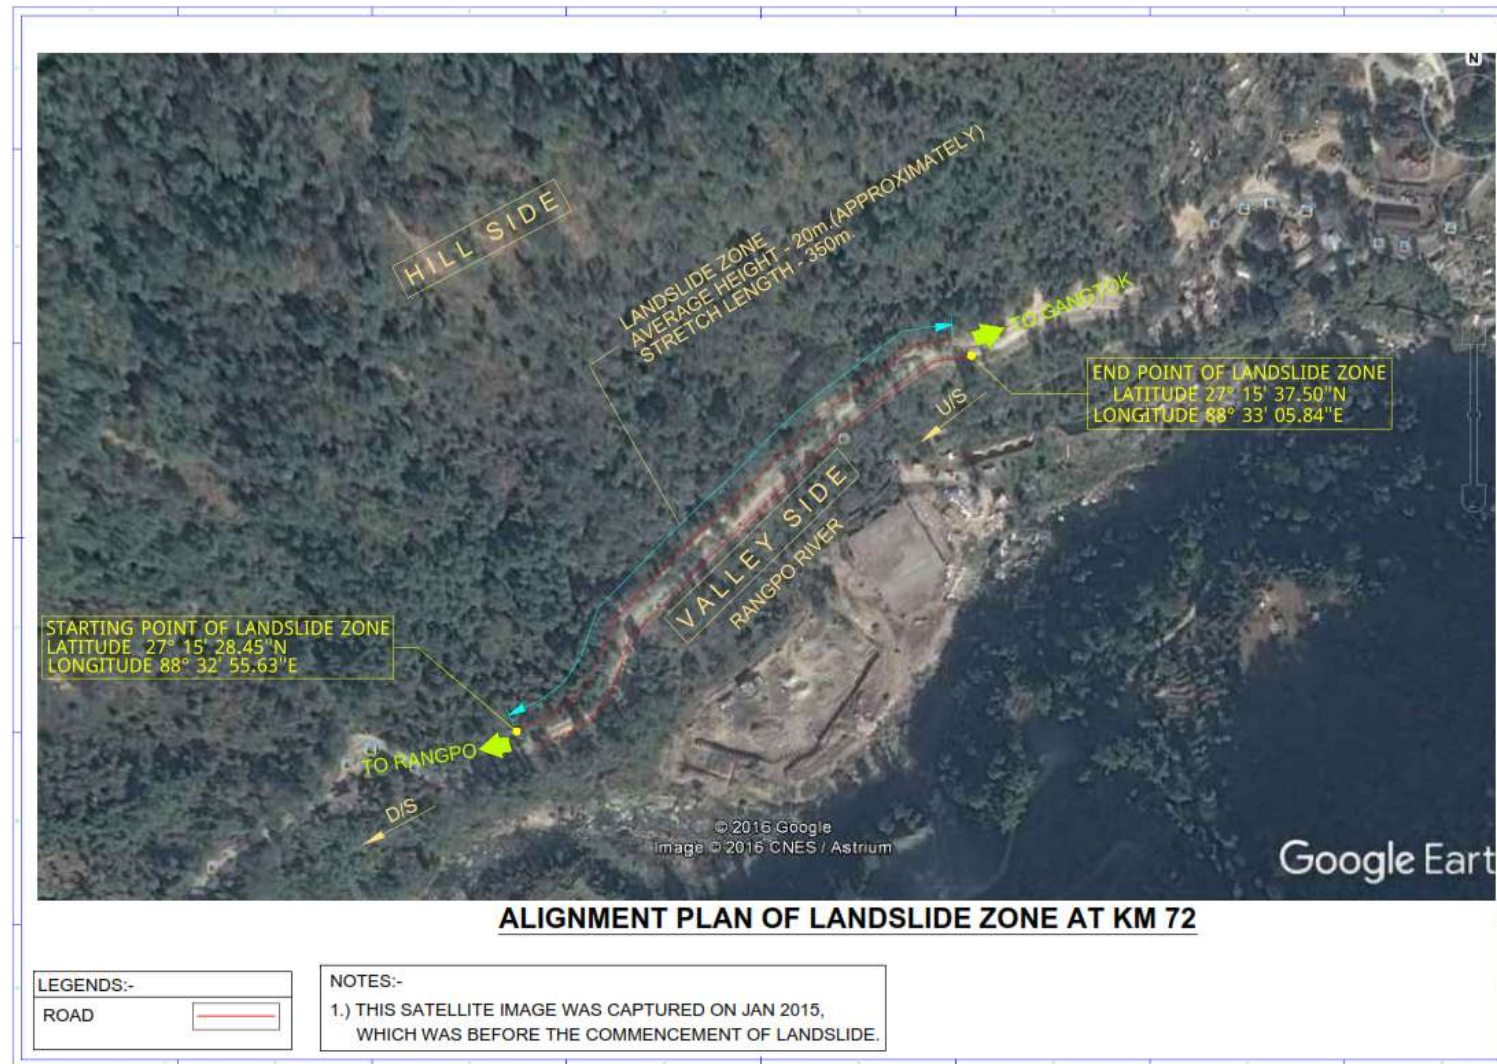 N
HILL SIDE
LANDSLIDE ZONE
AVERAGE HEIGHT - 20m.(APPROXIMATELY)
STRETCH LENGTH - 350m.
TO GANGTOK
END POINT OF LANDSLIDE ZONE
LATITUDE 27° 15' 37.50"N
LONGITUDE 88° 33' 05.84"E
U/S
VALLEY SIDE
RANGPO RIVER
STARTING POINT OF LANDSLIDE ZONE
LATITUDE 27° 15' 28.45"N
LONGITUDE 88° 32' 55.63"E
TO RANGPO
D/S
© 2016 Google
Image © 2016 CNES / Astrium
Google Eart
ALIGNMENT PLAN OF LANDSLIDE ZONE AT KM 72
LEGENDS:-
ROAD
NOTES:-
1.) THIS SATELLITE IMAGE WAS CAPTURED ON JAN 2015,
WHICH WAS BEFORE THE COMMENCEMENT OF LANDSLIDE.